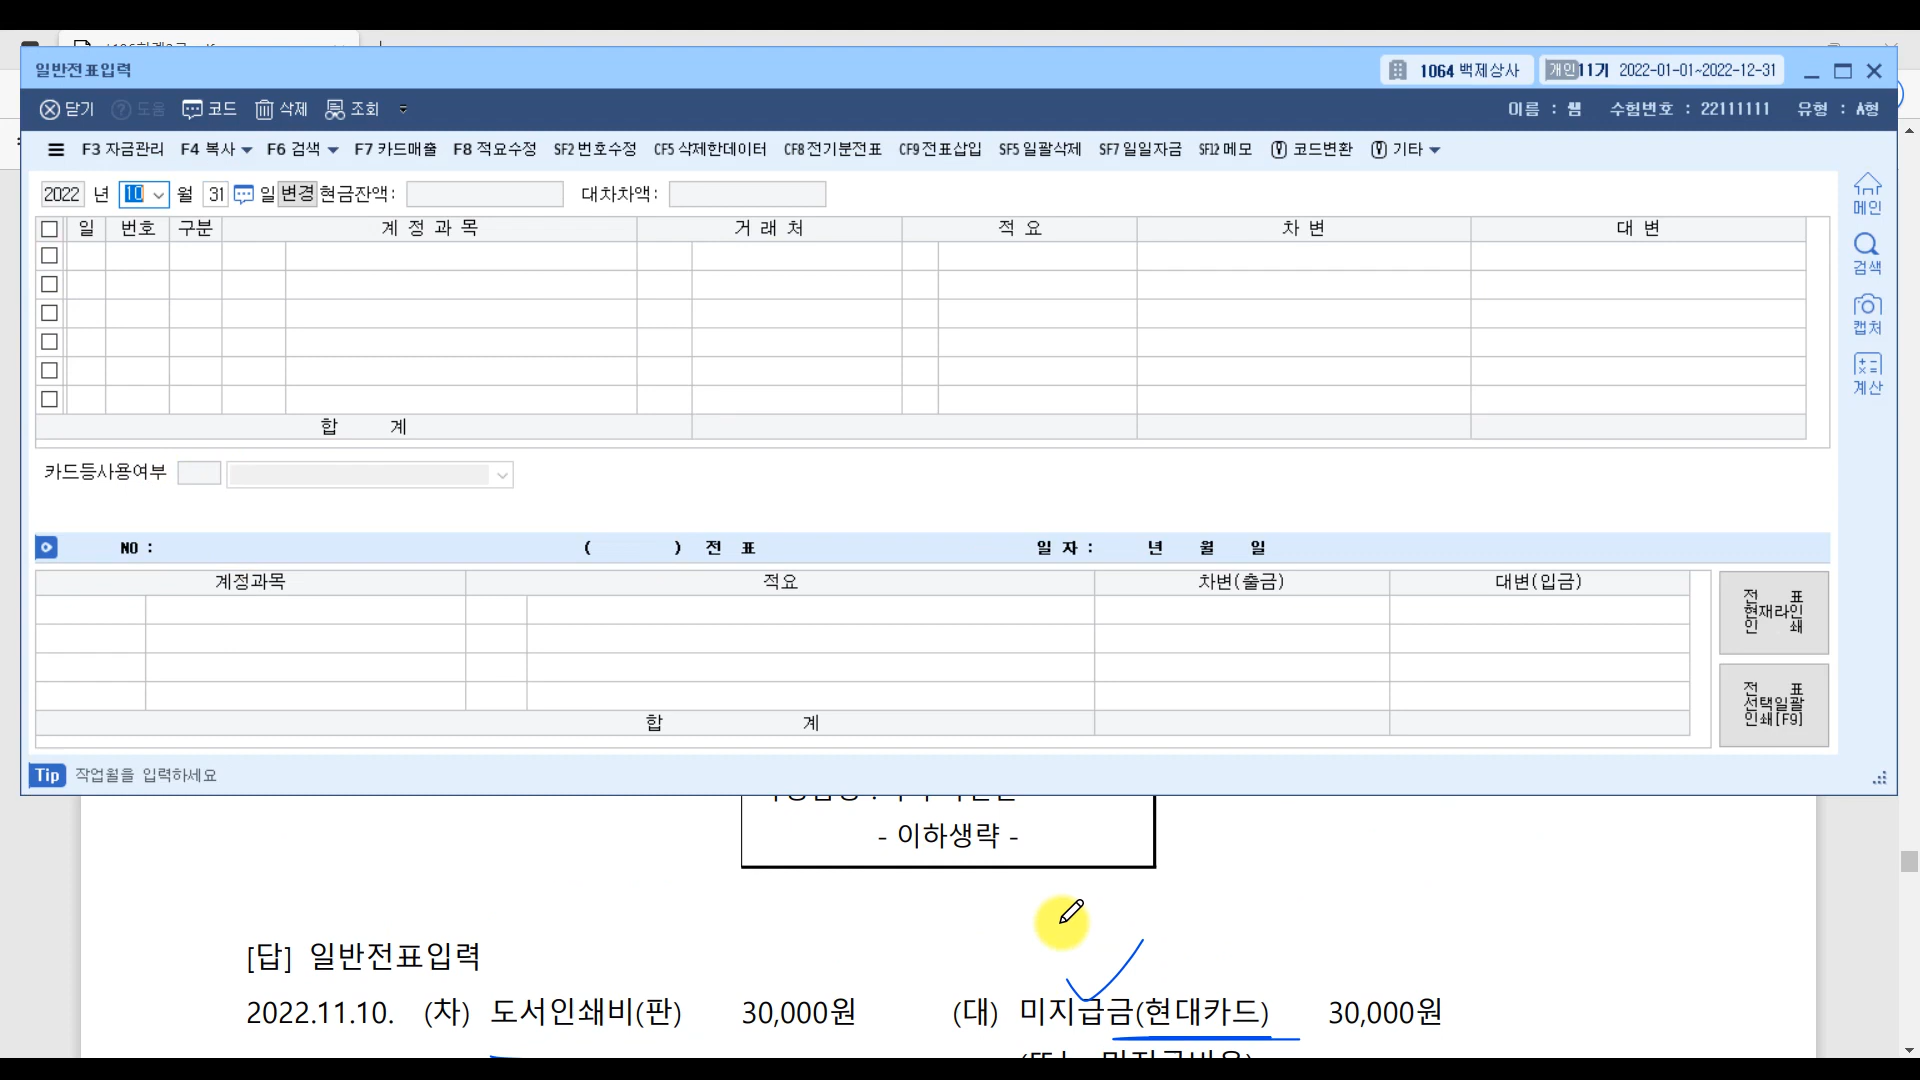 일반전표입력 1064 백제상사 개인 11기 2022-01-01~2022-12-31
닫기 도움 코드 삭제 조회 이름 : 쌤 수험번호 : 22111111 유형 : A형
F3 자금관리 F4 복사 F6 검색 F7 카드매출 F8 적요수정 SF2 번호수정 CF5 삭제한데이터 CF8 전기분전표 CF9 전표삽입 SF5 일괄삭제 SF7 일일자금 SF12 메모 코드변환 기타
2022 년 10 월 31 일 변경 현금잔액: 대차차액:
메인
일 번호 구분 계 정 과 목 거 래 처 적 요 차 변 대 변
검색
캡처
계산
합 계
카드등사용여부
NO : ( ) 전 표 일 자 : 년 월 일
계정과목 적요 차변(출금) 대변(입금)
전 표
현재라인
인 쇄
전 표
선택일괄
인쇄[F9]
합 계
Tip 작업월을 입력하세요
- 이하생략 -
[답] 일반전표입력
2022.11.10. (차) 도서인쇄비(판) 30,000원 (대) 미지급금(현대카드) 30,000원